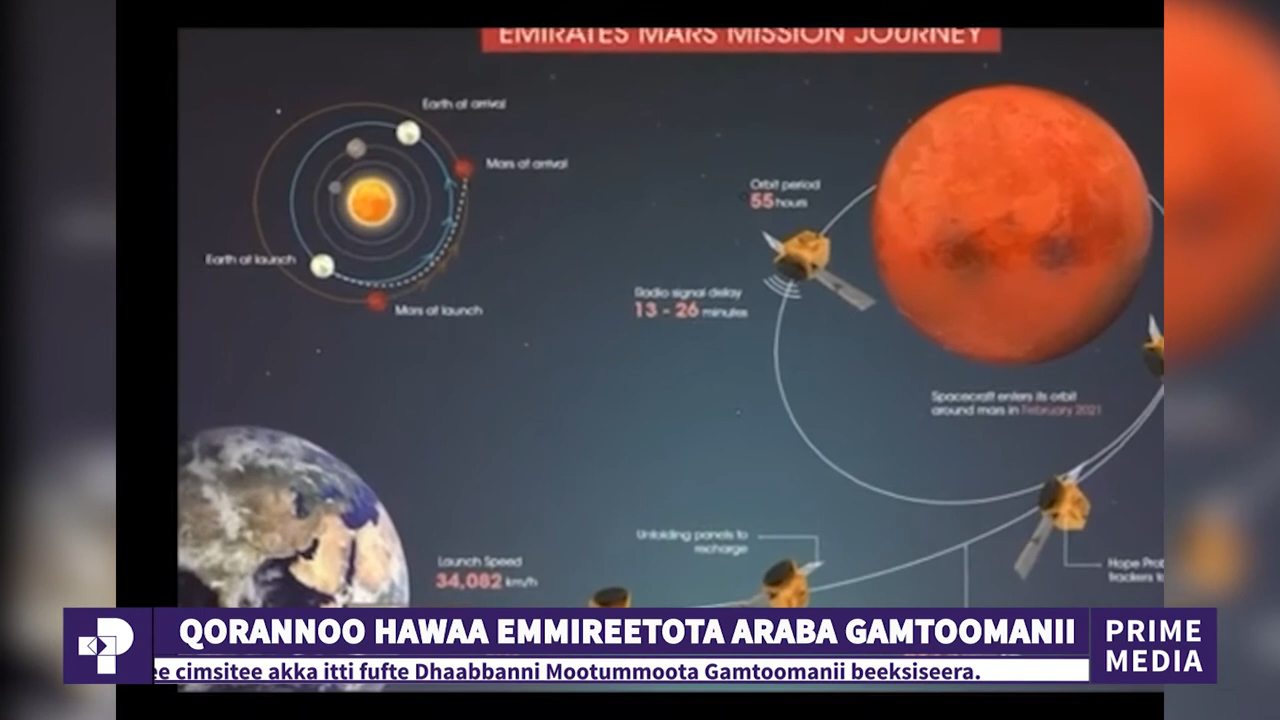 EMIRATES MARS MISSION JOURNEY
Earth at arrival
Mars at arrival
Earth at launch
Mars at launch
Orbit period
55 hours
Radio signal delay
13 - 26 minutes
Spacecraft enters its orbit
around mars in February 2021
Unfolding panels to
recharge
Launch Speed
34,082 km/h
Hope
trackers
QORANNOO HAWAA EMMIREETOTA ARABA GAMTOOMANII
cimsitee akka itti fufte Dhaabbanni Mootummoota Gamtoomanii beeksiseera.
PRIME
MEDIA